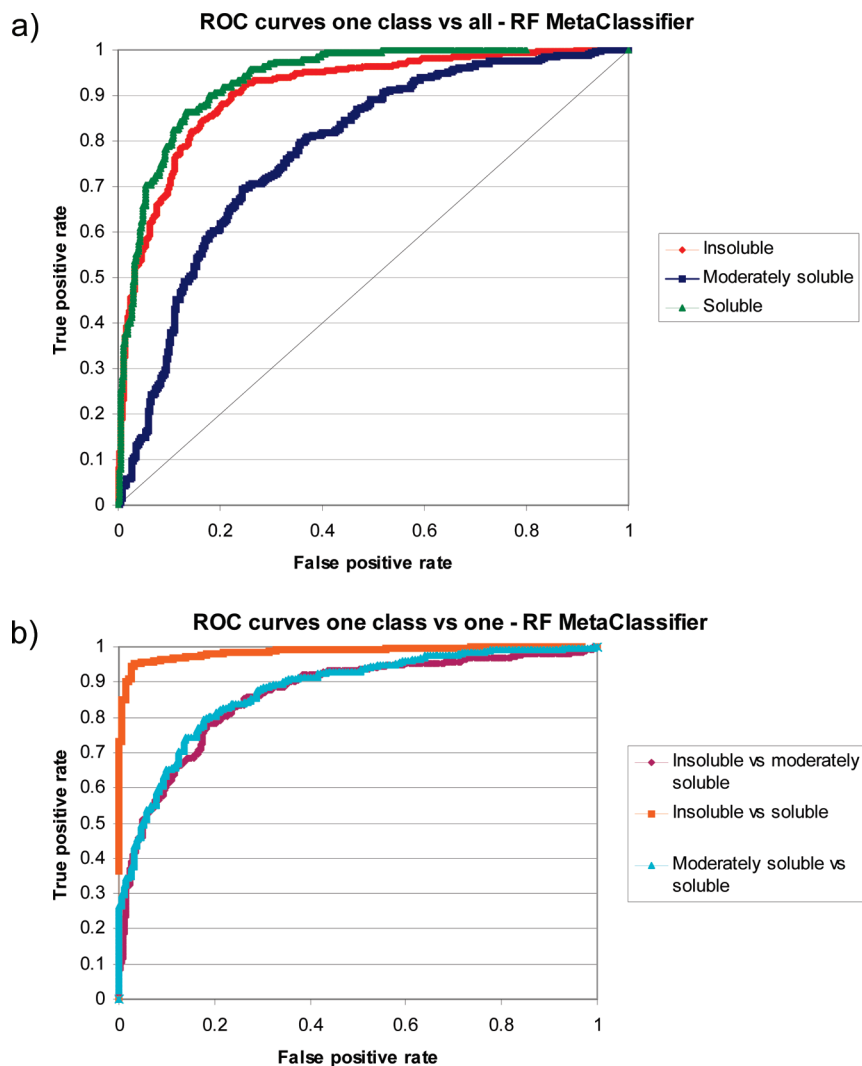 a)
ROC curves one class vs all - RF MetaClassifier
1
0.9
0.8
0.7
0.6
0.5
0.4
0.3
0.2
0.1
0
True positive rate
0 0.2 0.4 0.6 0.8 1
False positive rate
Insoluble
Moderately soluble
Soluble
b)
ROC curves one class vs one - RF MetaClassifier
1
0.9
0.8
0.7
0.6
0.5
0.4
0.3
0.2
0.1
0
True positive rate
0 0.2 0.4 0.6 0.8 1
False positive rate
Insoluble vs moderately
soluble
Insoluble vs soluble
Moderately soluble vs
soluble